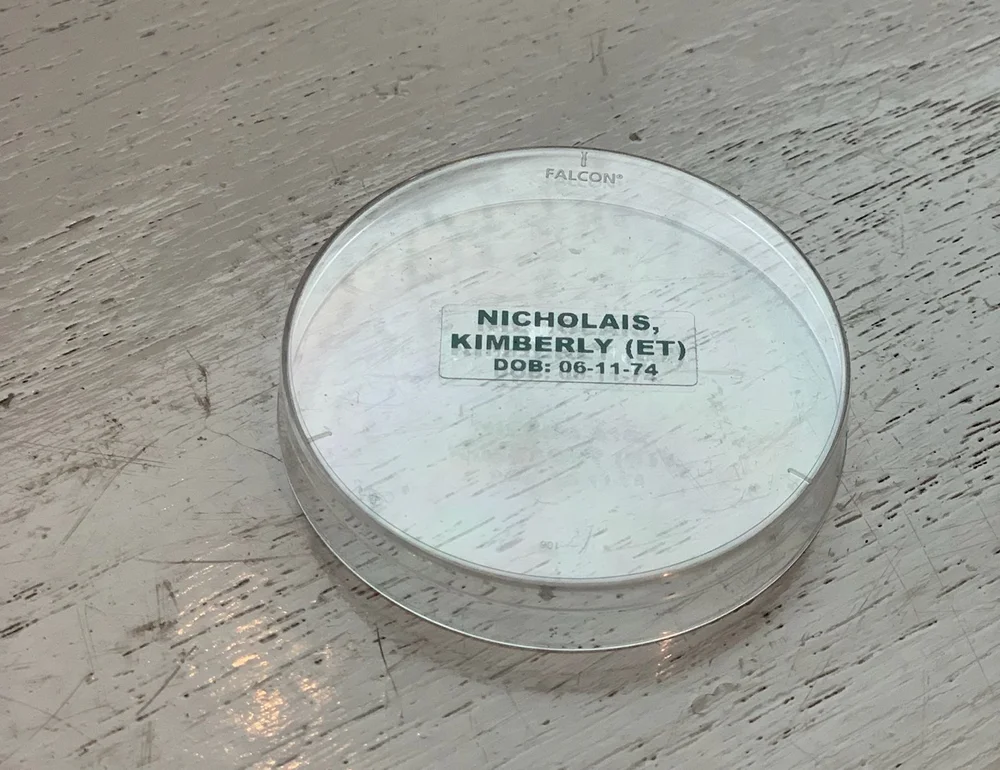 FALCON®
NICHOLAIS,
KIMBERLY (ET)
DOB: 06-11-74